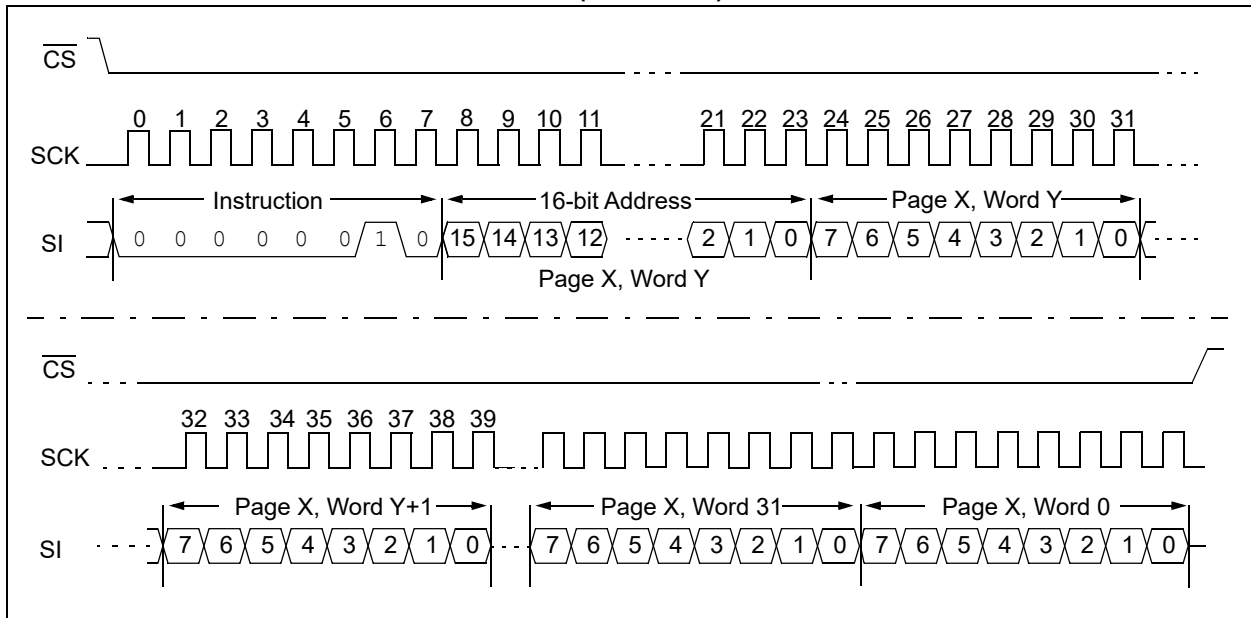 CS
0 1 2 3 4 5 6 7 8 9 10 11 21 22 23 24 25 26 27 28 29 30 31
SCK
Instruction 16-bit Address Page X, Word Y
SI 0 0 0 0 0 0 1 0 15 14 13 12 2 1 0 7 6 5 4 3 2 1 0
Page X, Word Y
CS
32 33 34 35 36 37 38 39
SCK
Page X, Word Y+1 Page X, Word 31 Page X, Word 0
SI 7 6 5 4 3 2 1 0 7 6 5 4 3 2 1 0 7 6 5 4 3 2 1 0